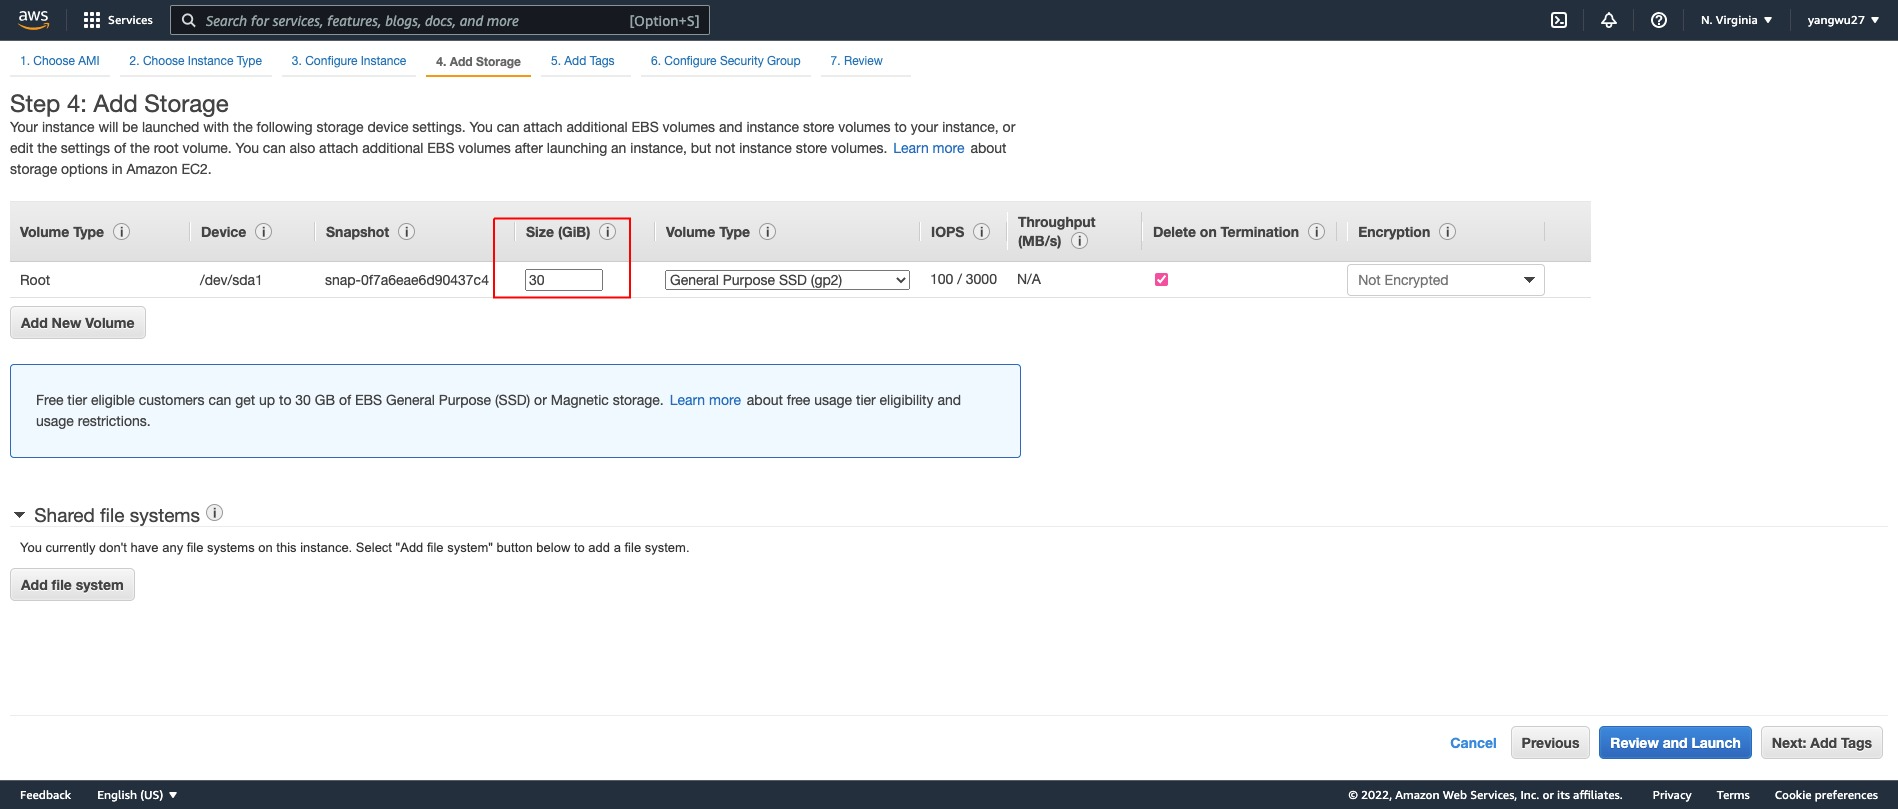 aws
Services
Search for services, features, blogs, docs, and more
[Option+S]
N. Virginia ▼
yangwu27 ▼
1. Choose AMI
2. Choose Instance Type
3. Configure Instance
4. Add Storage
5. Add Tags
6. Configure Security Group
7. Review
Step 4: Add Storage
Your instance will be launched with the following storage device settings. You can attach additional EBS volumes and instance store volumes to your instance, or
edit the settings of the root volume. You can also attach additional EBS volumes after launching an instance, but not instance store volumes. Learn more about
storage options in Amazon EC2.
Volume Type
Device
Snapshot
Size (GiB)
Volume Type
IOPS
Throughput
(MB/s)
Delete on Termination
Encryption
Root
/dev/sda1
snap-0f7a6eae6d90437c4
30
General Purpose SSD (gp2)
100 / 3000
N/A
Not Encrypted
Add New Volume
Free tier eligible customers can get up to 30 GB of EBS General Purpose (SSD) or Magnetic storage. Learn more about free usage tier eligibility and
usage restrictions.
Shared file systems
You currently don't have any file systems on this instance. Select "Add file system" button below to add a file system.
Add file system
Cancel
Previous
Review and Launch
Next: Add Tags
Feedback
English (US) ▼
© 2022, Amazon Web Services, Inc. or its affiliates.
Privacy
Terms
Cookie preferences